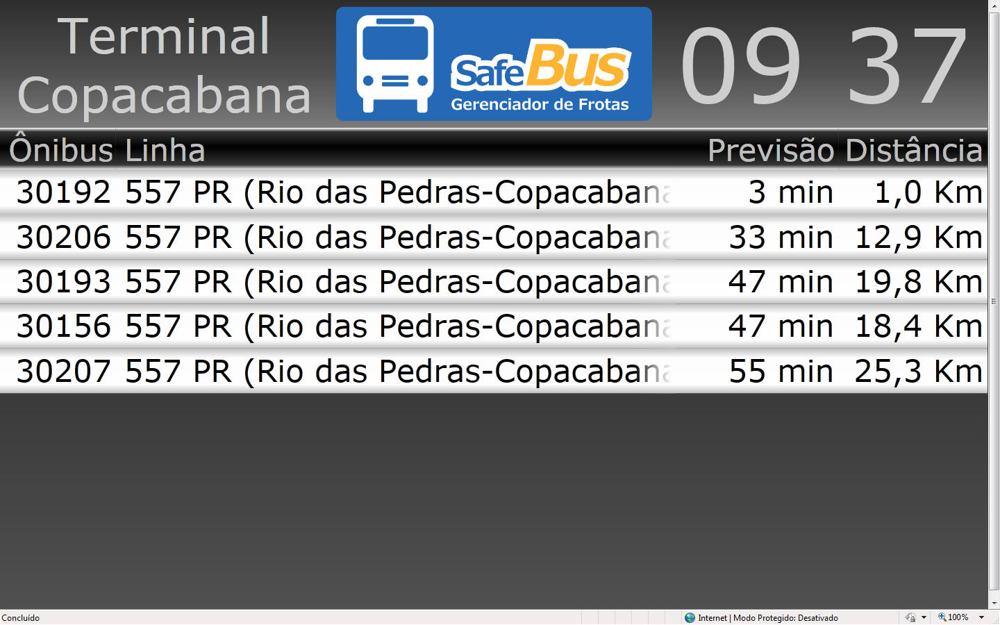 Terminal
Copacabana
SafeBus
Gerenciador de Frotas
09 37
Ônibus Linha Previsão Distância
30192 557 PR (Rio das Pedras-Copacabana 3 min 1,0 Km
30206 557 PR (Rio das Pedras-Copacabana 33 min 12,9 Km
30193 557 PR (Rio das Pedras-Copacabana 47 min 19,8 Km
30156 557 PR (Rio das Pedras-Copacabana 47 min 18,4 Km
30207 557 PR (Rio das Pedras-Copacabana 55 min 25,3 Km
Concluído Internet | Modo Protegido: Desativado 100%